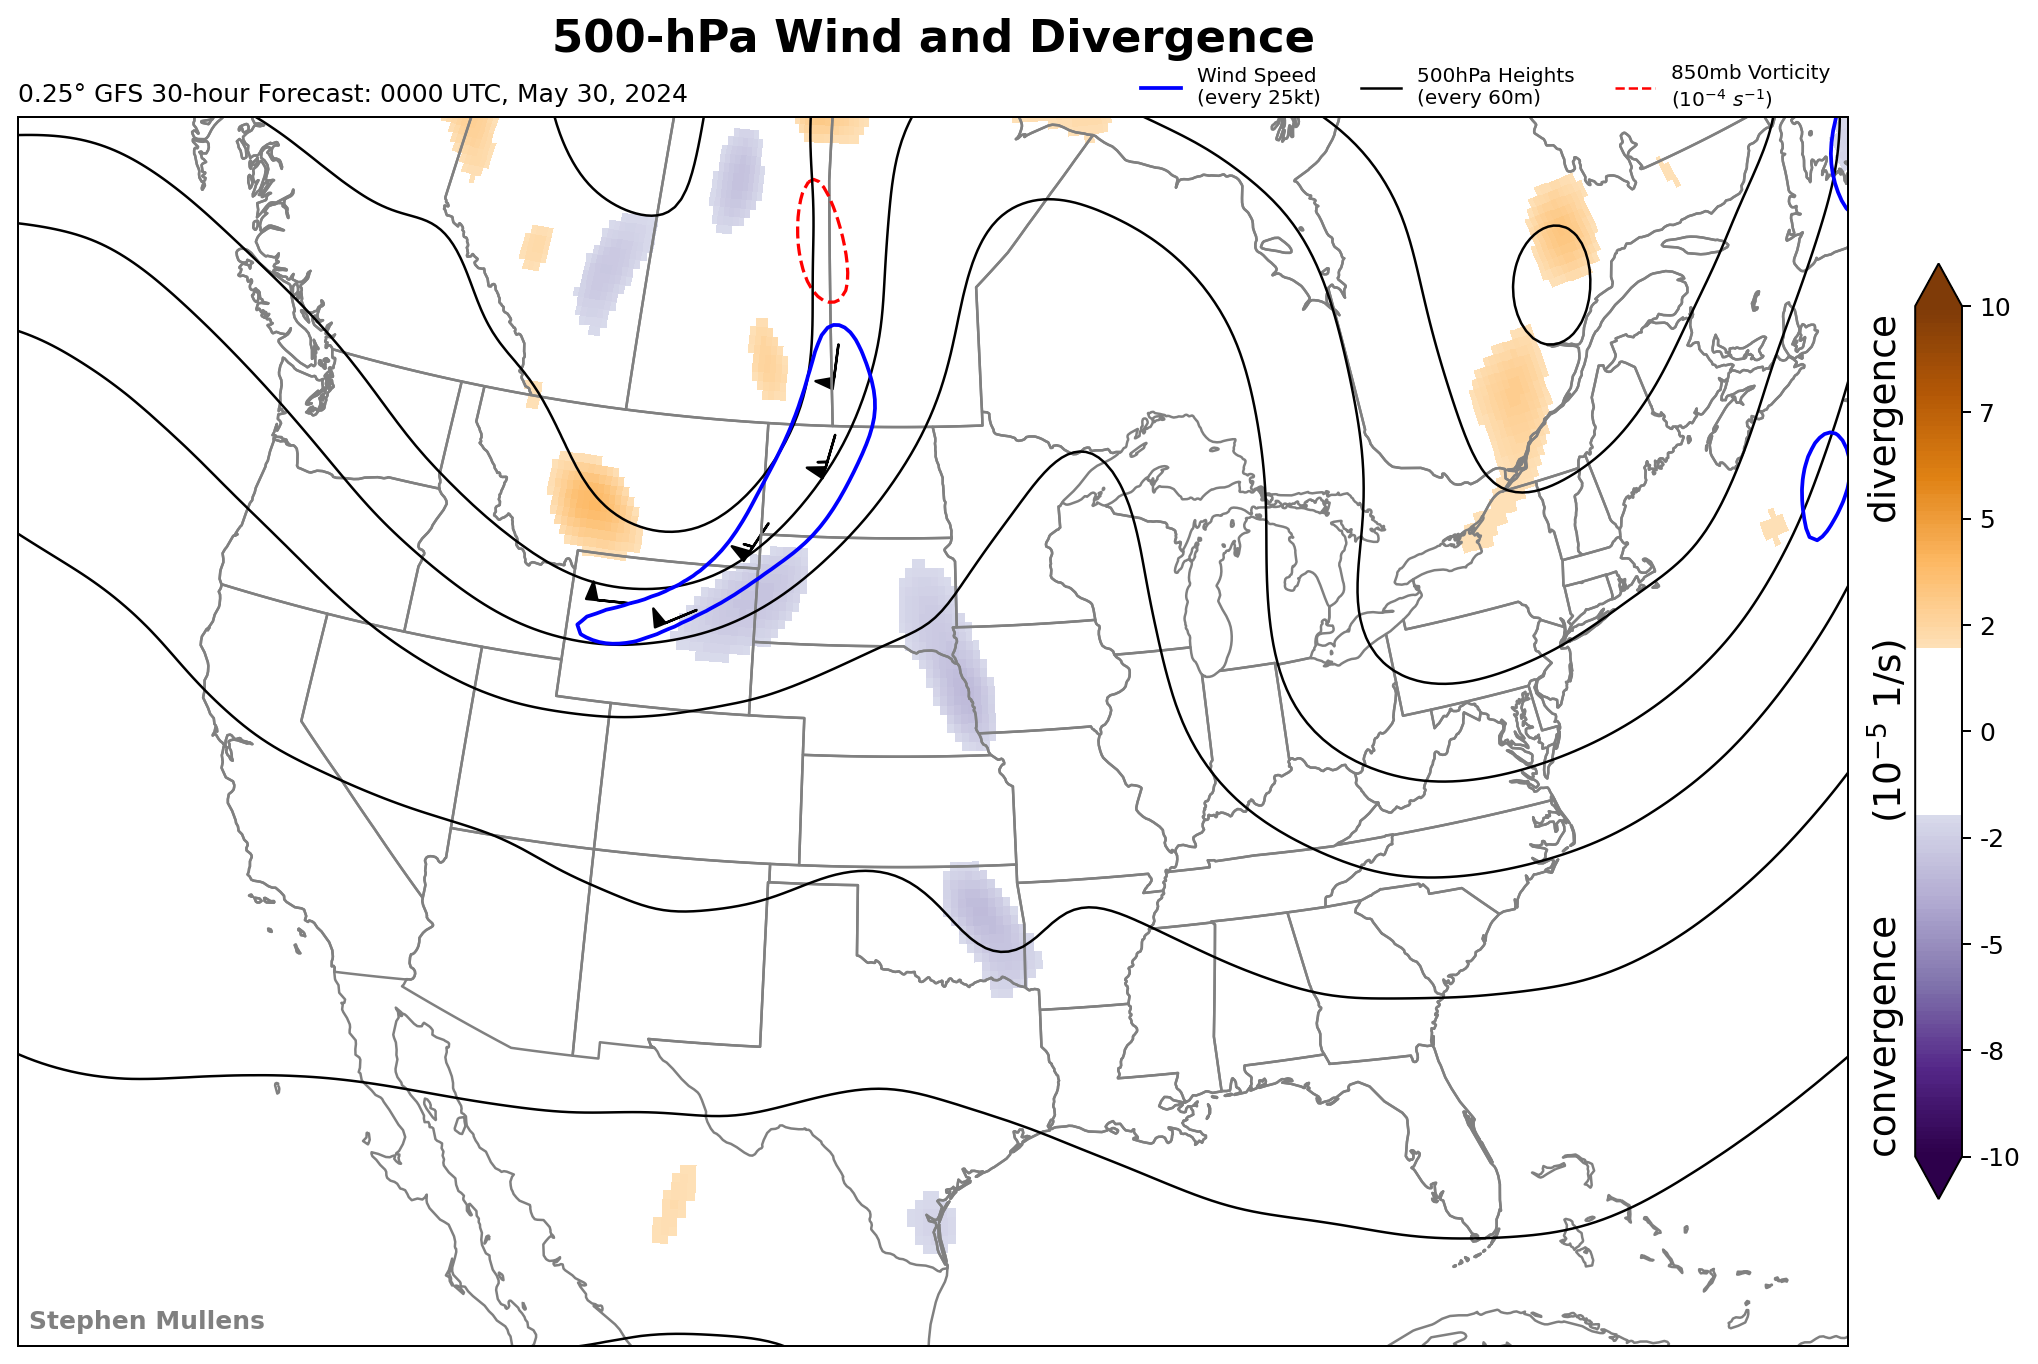 500-hPa Wind and Divergence
0.25° GFS 30-hour Forecast: 0000 UTC, May 30, 2024
Wind Speed
(every 25kt)
500hPa Heights
(every 60m)
850mb Vorticity
(10⁻⁴ s⁻¹)
10
7
5
2
0
-2
-5
-8
-10
convergence (10⁻⁵ 1/s) divergence
Stephen Mullens